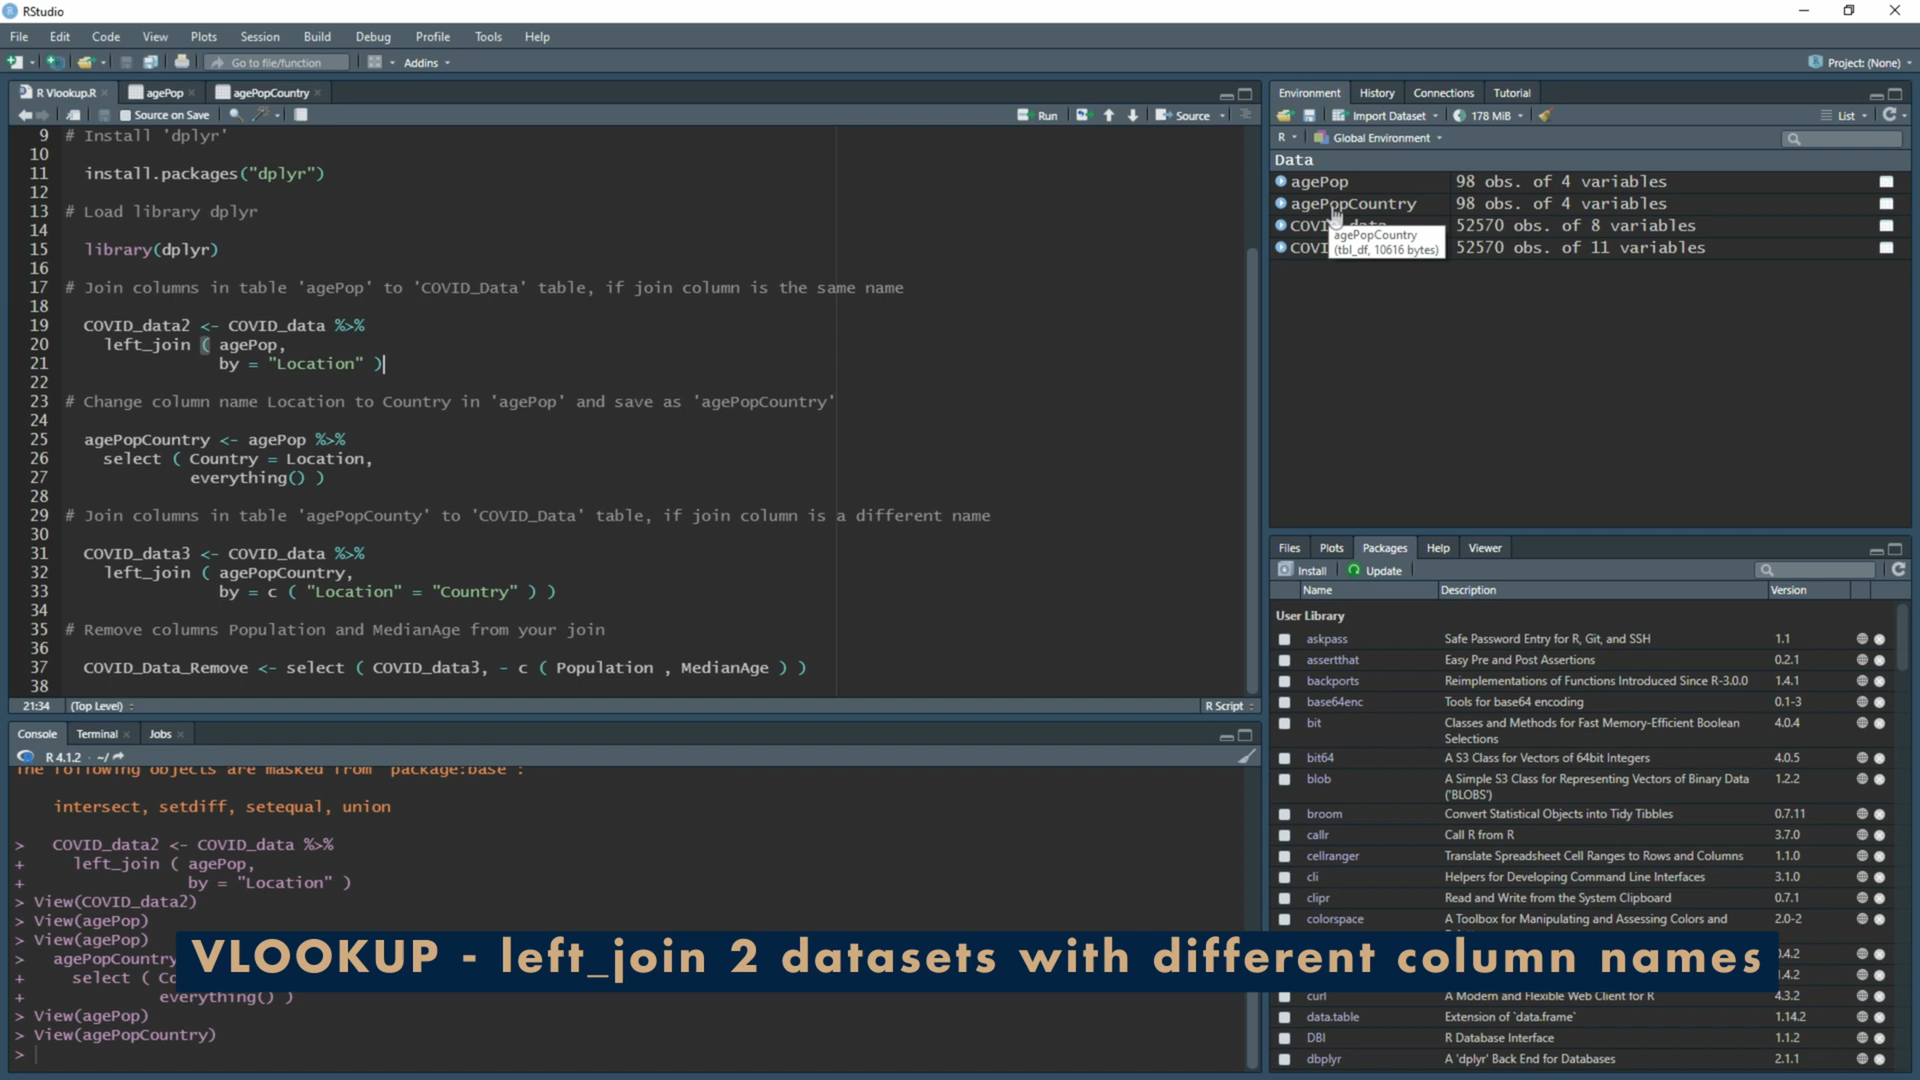 RStudio
File Edit Code View Plots Session Build Debug Profile Tools Help
Go to file/function Addins Project: (None)
R Vlookup.R agePop agePopCountry
Source on Save Run Source
9 # Install 'dplyr'
10
11 install.packages("dplyr")
12
13 # Load library dplyr
14
15 library(dplyr)
16
17 # Join columns in table 'agePop' to 'COVID_Data' table, if join column is the same name
18
19 COVID_data2 <- COVID_data %>%
20 left_join ( agePop,
21 by = "Location" )
22
23 # Change column name Location to Country in 'agePop' and save as 'agePopCountry'
24
25 agePopCountry <- agePop %>%
26 select ( Country = Location,
27 everything() )
28
29 # Join columns in table 'agePopCounty' to 'COVID_Data' table, if join column is a different name
30
31 COVID_data3 <- COVID_data %>%
32 left_join ( agePopCountry,
33 by = c ( "Location" = "Country" ) )
34
35 # Remove columns Population and MedianAge from your join
36
37 COVID_Data_Remove <- select ( COVID_data3, - c ( Population , MedianAge ) )
38
21:34 (Top Level) R Script
Console Terminal Jobs
R 4.1.2 · ~/
The following objects are masked from 'package:base':
intersect, setdiff, setequal, union
> COVID_data2 <- COVID_data %>%
+ left_join ( agePop,
+ by = "Location" )
> View(COVID_data2)
> View(agePop)
> View(agePop)
> agePopCountry
+ select ( Co
+ everything() )
> View(agePop)
> View(agePopCountry)
>
VLOOKUP - left_join 2 datasets with different column names
Environment History Connections Tutorial
Import Dataset 178 MiB List
R Global Environment
Data
agePop 98 obs. of 4 variables
agePopCountry 98 obs. of 4 variables
COVID_data 52570 obs. of 8 variables
COVI 52570 obs. of 11 variables
agePopCountry
(tbl_df, 10616 bytes)
Files Plots Packages Help Viewer
Install Update
Name Description Version
User Library
askpass Safe Password Entry for R, Git, and SSH 1.1
assertthat Easy Pre and Post Assertions 0.2.1
backports Reimplementations of Functions Introduced Since R-3.0.0 1.4.1
base64enc Tools for base64 encoding 0.1-3
bit Classes and Methods for Fast Memory-Efficient Boolean Selections 4.0.4
bit64 A S3 Class for Vectors of 64bit Integers 4.0.5
blob A Simple S3 Class for Representing Vectors of Binary Data ('BLOBS') 1.2.2
broom Convert Statistical Objects into Tidy Tibbles 0.7.11
callr Call R from R 3.7.0
cellranger Translate Spreadsheet Cell Ranges to Rows and Columns 1.1.0
cli Helpers for Developing Command Line Interfaces 3.1.0
clipr Read and Write from the System Clipboard 0.7.1
colorspace A Toolbox for Manipulating and Assessing Colors and 2.0-2
.4.2
.4.2
curl A Modern and Flexible Web Client for R 4.3.2
data.table Extension of `data.frame` 1.14.2
DBI R Database Interface 1.1.2
dbplyr A 'dplyr' Back End for Databases 2.1.1